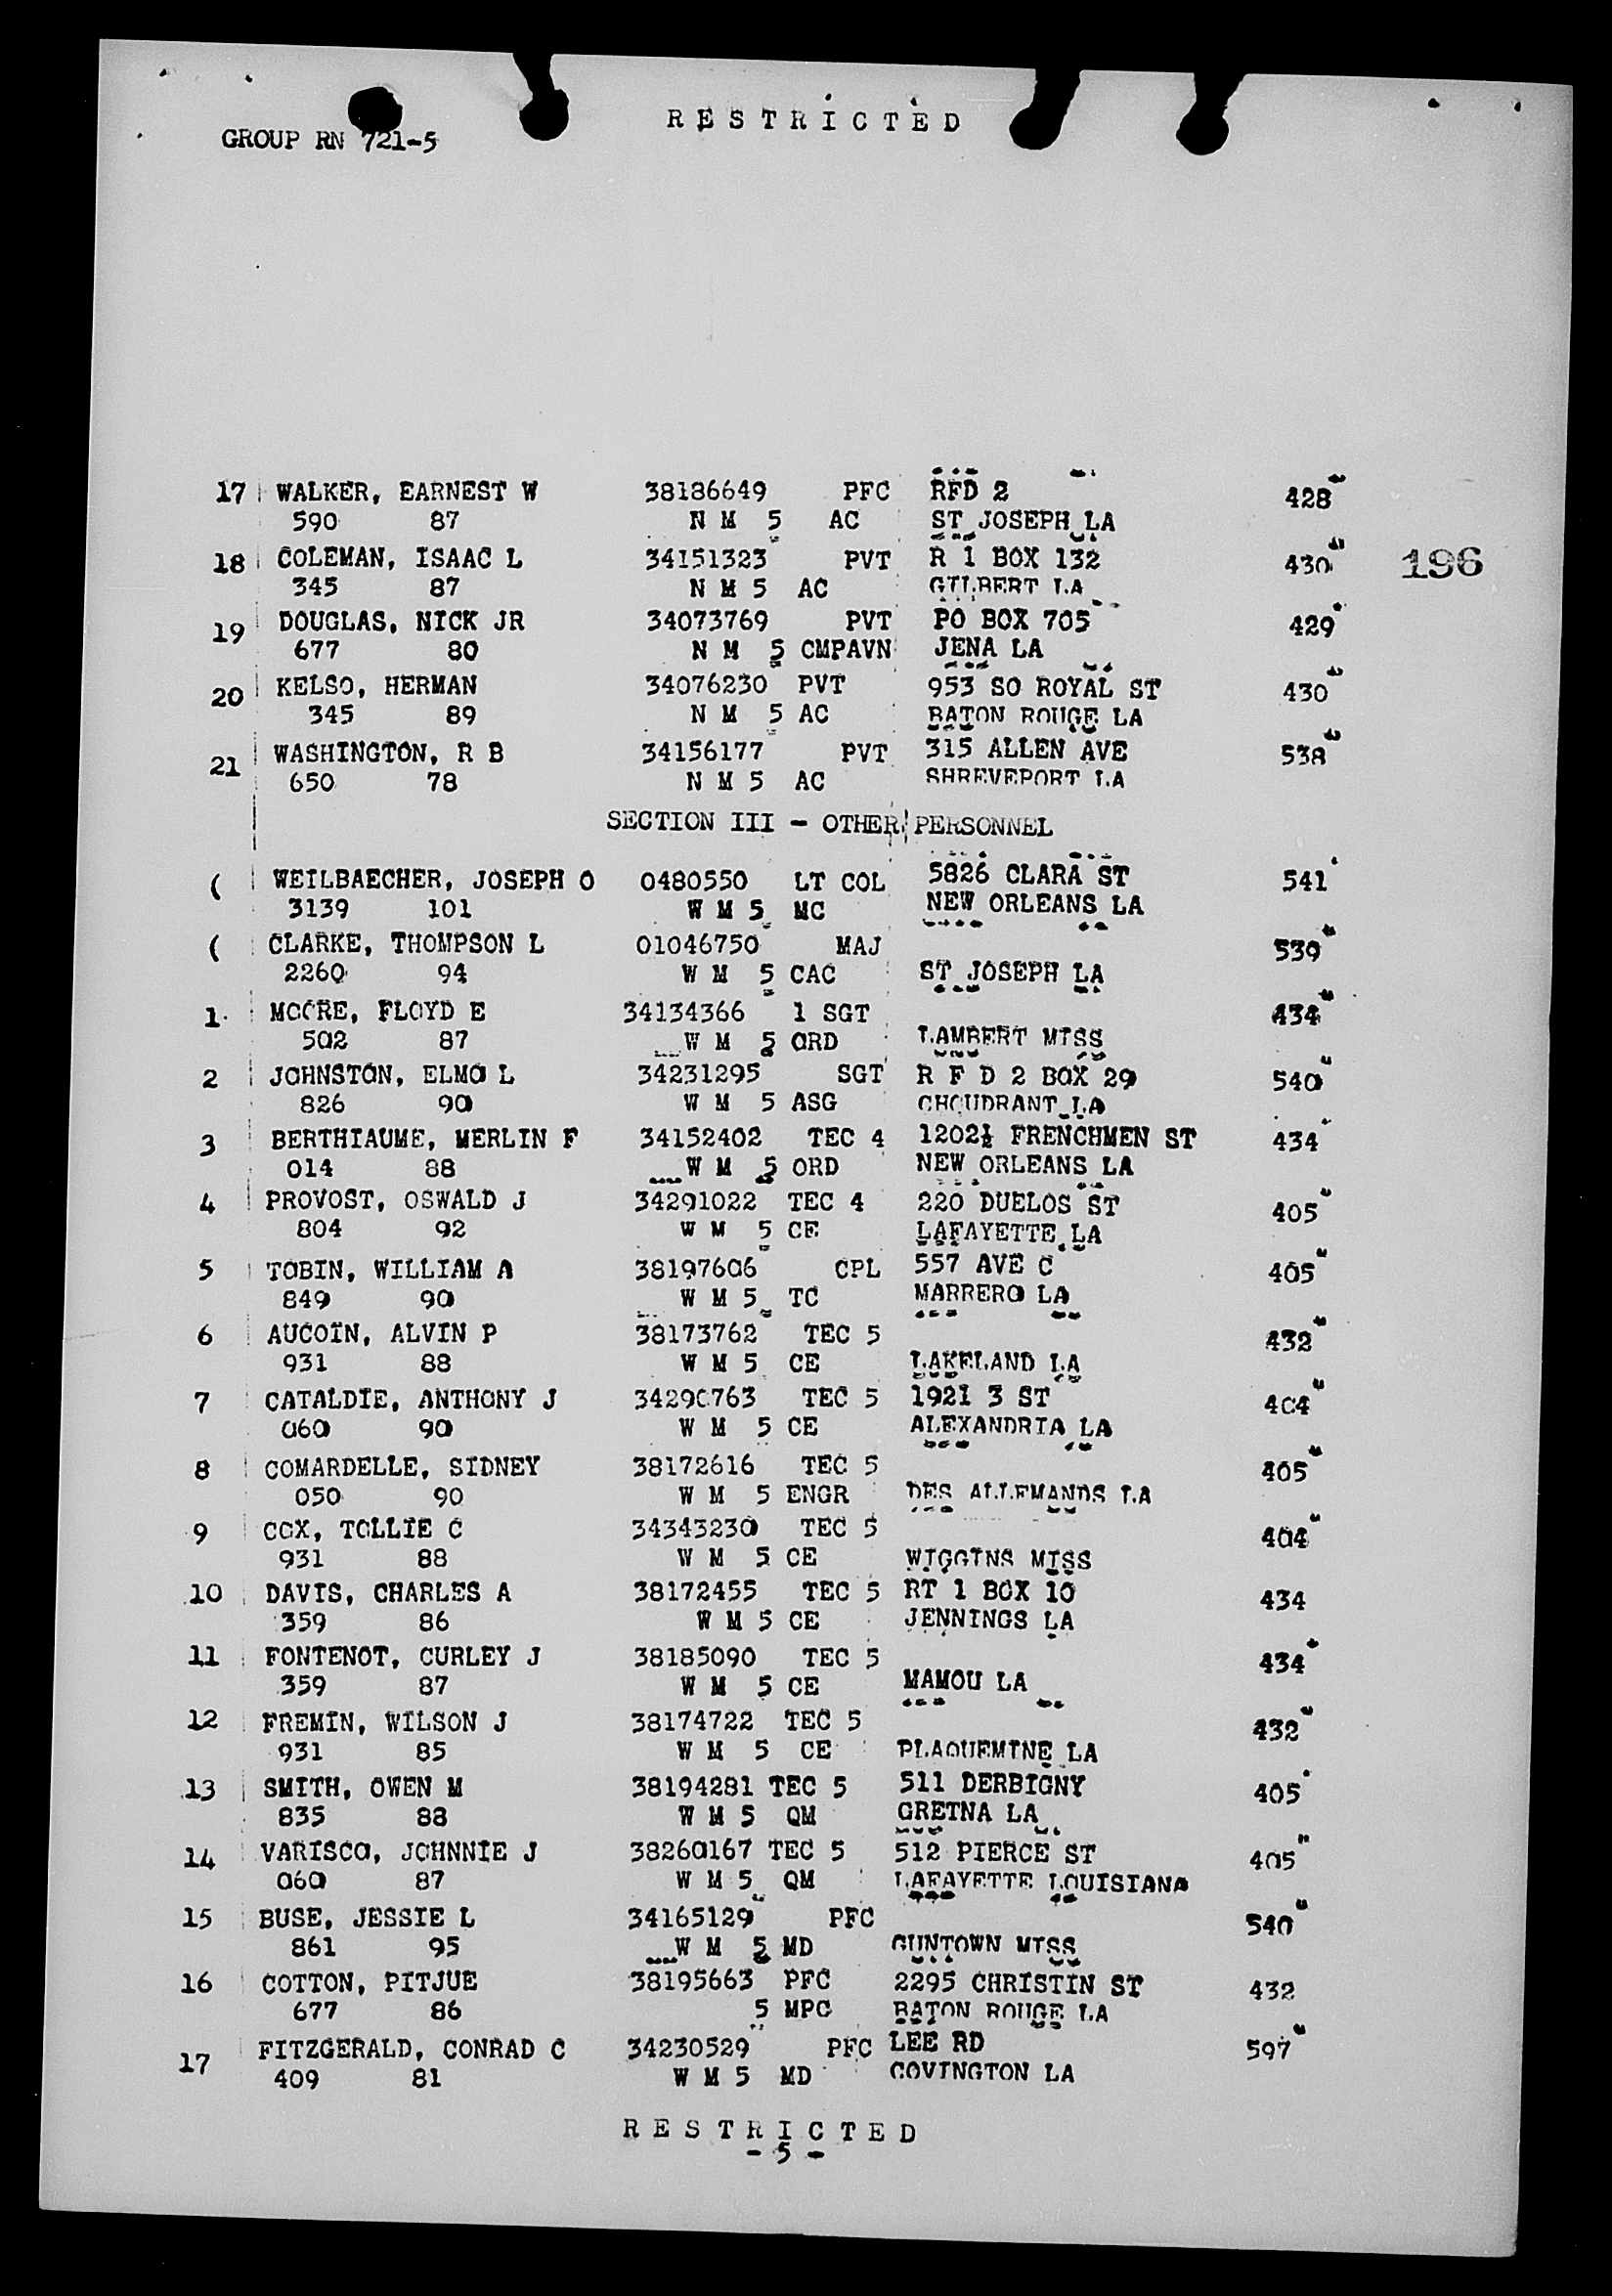 RESTRICTED
GROUP RN 721-5
17 WALKER, EARNEST W 38186649 PFC RFD 2 428
590 87 N M 5 AC ST JOSEPH LA
18 COLEMAN, ISAAC L 34151323 PVT R 1 BOX 132 430 196
345 87 N M 5 AC GILBERT LA
19 DOUGLAS, NICK JR 34073769 PVT PO BOX 705 429
677 80 N M 5 CMPAVN JENA LA
20 KELSO, HERMAN 34076230 PVT 953 SO ROYAL ST 430
345 89 N M 5 AC BATON ROUGE LA
21 WASHINGTON, R B 34156177 PVT 315 ALLEN AVE 538
650 78 N M 5 AC SHREVEPORT LA
SECTION III - OTHER PERSONNEL
( WEILBAECHER, JOSEPH O 0480550 LT COL 5826 CLARA ST 541
3139 101 W M 5 MC NEW ORLEANS LA
( CLARKE, THOMPSON L 01046750 MAJ 539
2260 94 W M 5 CAC ST JOSEPH LA
1 MOORE, FLOYD E 34134366 1 SGT 434
502 87 W M 5 ORD LAMBERT MISS
2 JOHNSTON, ELMO L 34231295 SGT R F D 2 BOX 29 540
826 90 W M 5 ASG CHOUDRANT LA
3 BERTHIAUME, MERLIN F 34152402 TEC 4 1202½ FRENCHMEN ST 434
014 88 W M 5 ORD NEW ORLEANS LA
4 PROVOST, OSWALD J 34291022 TEC 4 220 DUELOS ST 405
804 92 W M 5 CE LAFAYETTE LA
5 TOBIN, WILLIAM A 38197606 CPL 557 AVE C 405
849 90 W M 5 TC MARRERO LA
6 AUCOIN, ALVIN P 38173762 TEC 5 432
931 88 W M 5 CE LAKELAND LA
7 CATALDIE, ANTHONY J 34290763 TEC 5 1921 3 ST 404
060 90 W M 5 CE ALEXANDRIA LA
8 COMARDELLE, SIDNEY 38172616 TEC 5 405
050 90 W M 5 ENGR DES ALLEMANDS LA
9 COX, TOLLIE C 34343230 TEC 5 404
931 88 W M 5 CE WIGGINS MISS
10 DAVIS, CHARLES A 38172455 TEC 5 RT 1 BOX 10 434
359 86 W M 5 CE JENNINGS LA
11 FONTENOT, CURLEY J 38185090 TEC 5 434
359 87 W M 5 CE MAMOU LA
12 FREMIN, WILSON J 38174722 TEC 5 432
931 85 W M 5 CE PLAQUEMINE LA
13 SMITH, OWEN M 38194281 TEC 5 511 DERBIGNY 405
835 88 W M 5 QM GRETNA LA
14 VARISCO, JOHNNIE J 38260167 TEC 5 512 PIERCE ST 405
060 87 W M 5 QM LAFAYETTE LOUISIANA
15 BUSE, JESSIE L 34165129 PFC 540
861 95 W M 5 MD GUNTOWN MISS
16 COTTON, PITJUE 38195663 PFC 2295 CHRISTIN ST 432
677 86 5 MPC BATON ROUGE LA
17 FITZGERALD, CONRAD C 34230529 PFC LEE RD 597
409 81 W M 5 MD COVINGTON LA
RESTRICTED
- 5 -